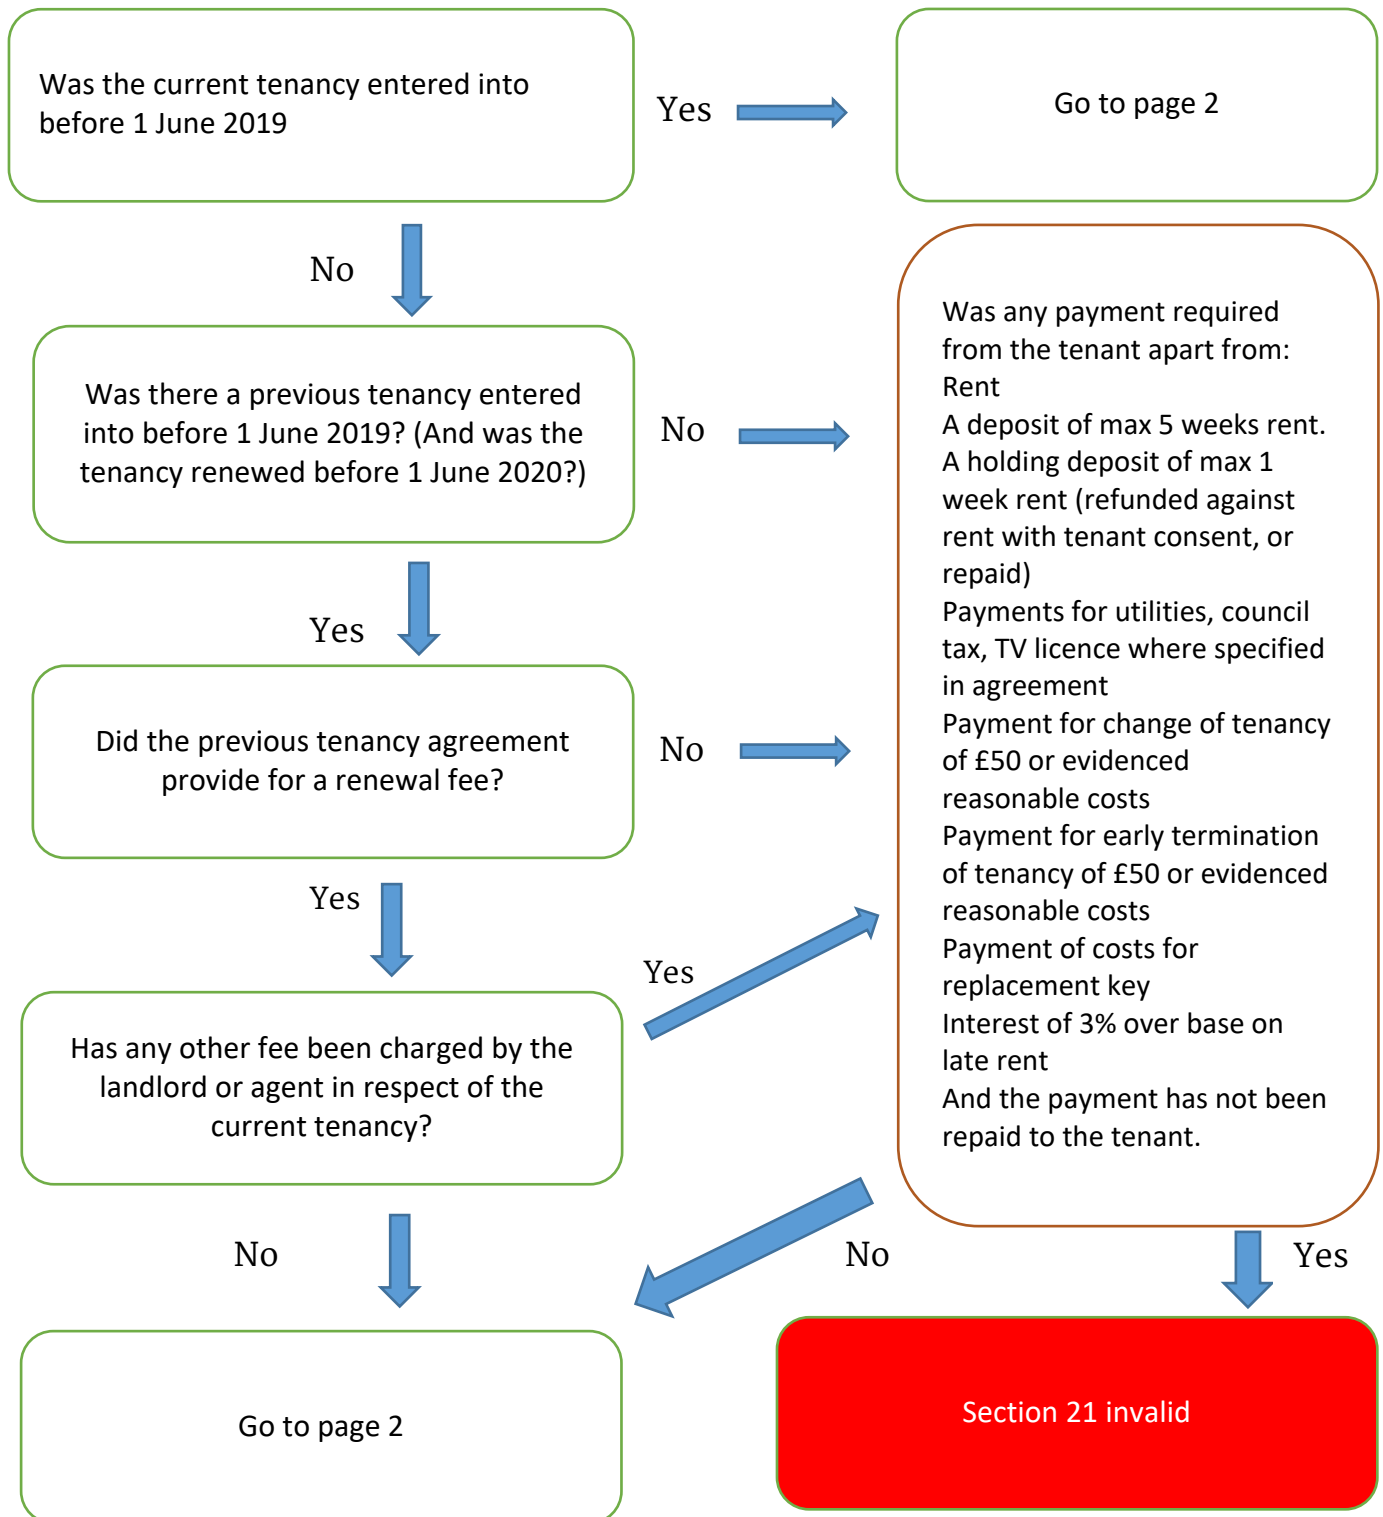 Was the current tenancy entered into
before 1 June 2019
Yes
Go to page 2
No
Was there a previous tenancy entered
into before 1 June 2019? (And was the
tenancy renewed before 1 June 2020?)
No
Was any payment required
from the tenant apart from:
Rent
A deposit of max 5 weeks rent.
A holding deposit of max 1
week rent (refunded against
rent with tenant consent, or
repaid)
Payments for utilities, council
tax, TV licence where specified
in agreement
Payment for change of tenancy
of £50 or evidenced
reasonable costs
Payment for early termination
of tenancy of £50 or evidenced
reasonable costs
Payment of costs for
replacement key
Interest of 3% over base on
late rent
And the payment has not been
repaid to the tenant.
Yes
Did the previous tenancy agreement
provide for a renewal fee?
No
Yes
Yes
Has any other fee been charged by the
landlord or agent in respect of the
current tenancy?
No
No
Yes
Go to page 2
Section 21 invalid